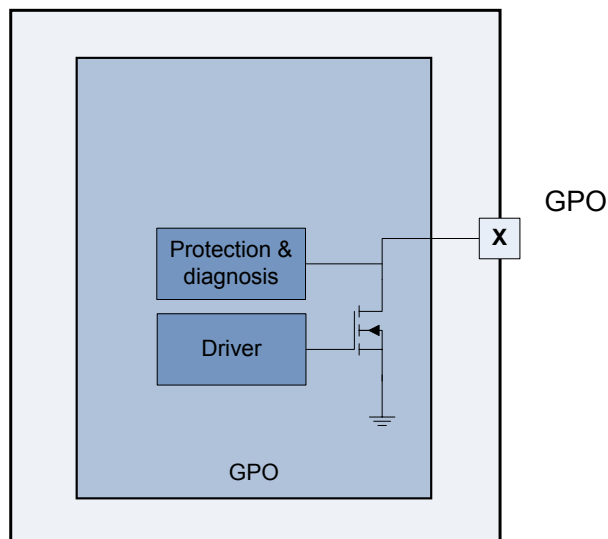 GPO
X
Protection &
diagnosis
Driver
GPO